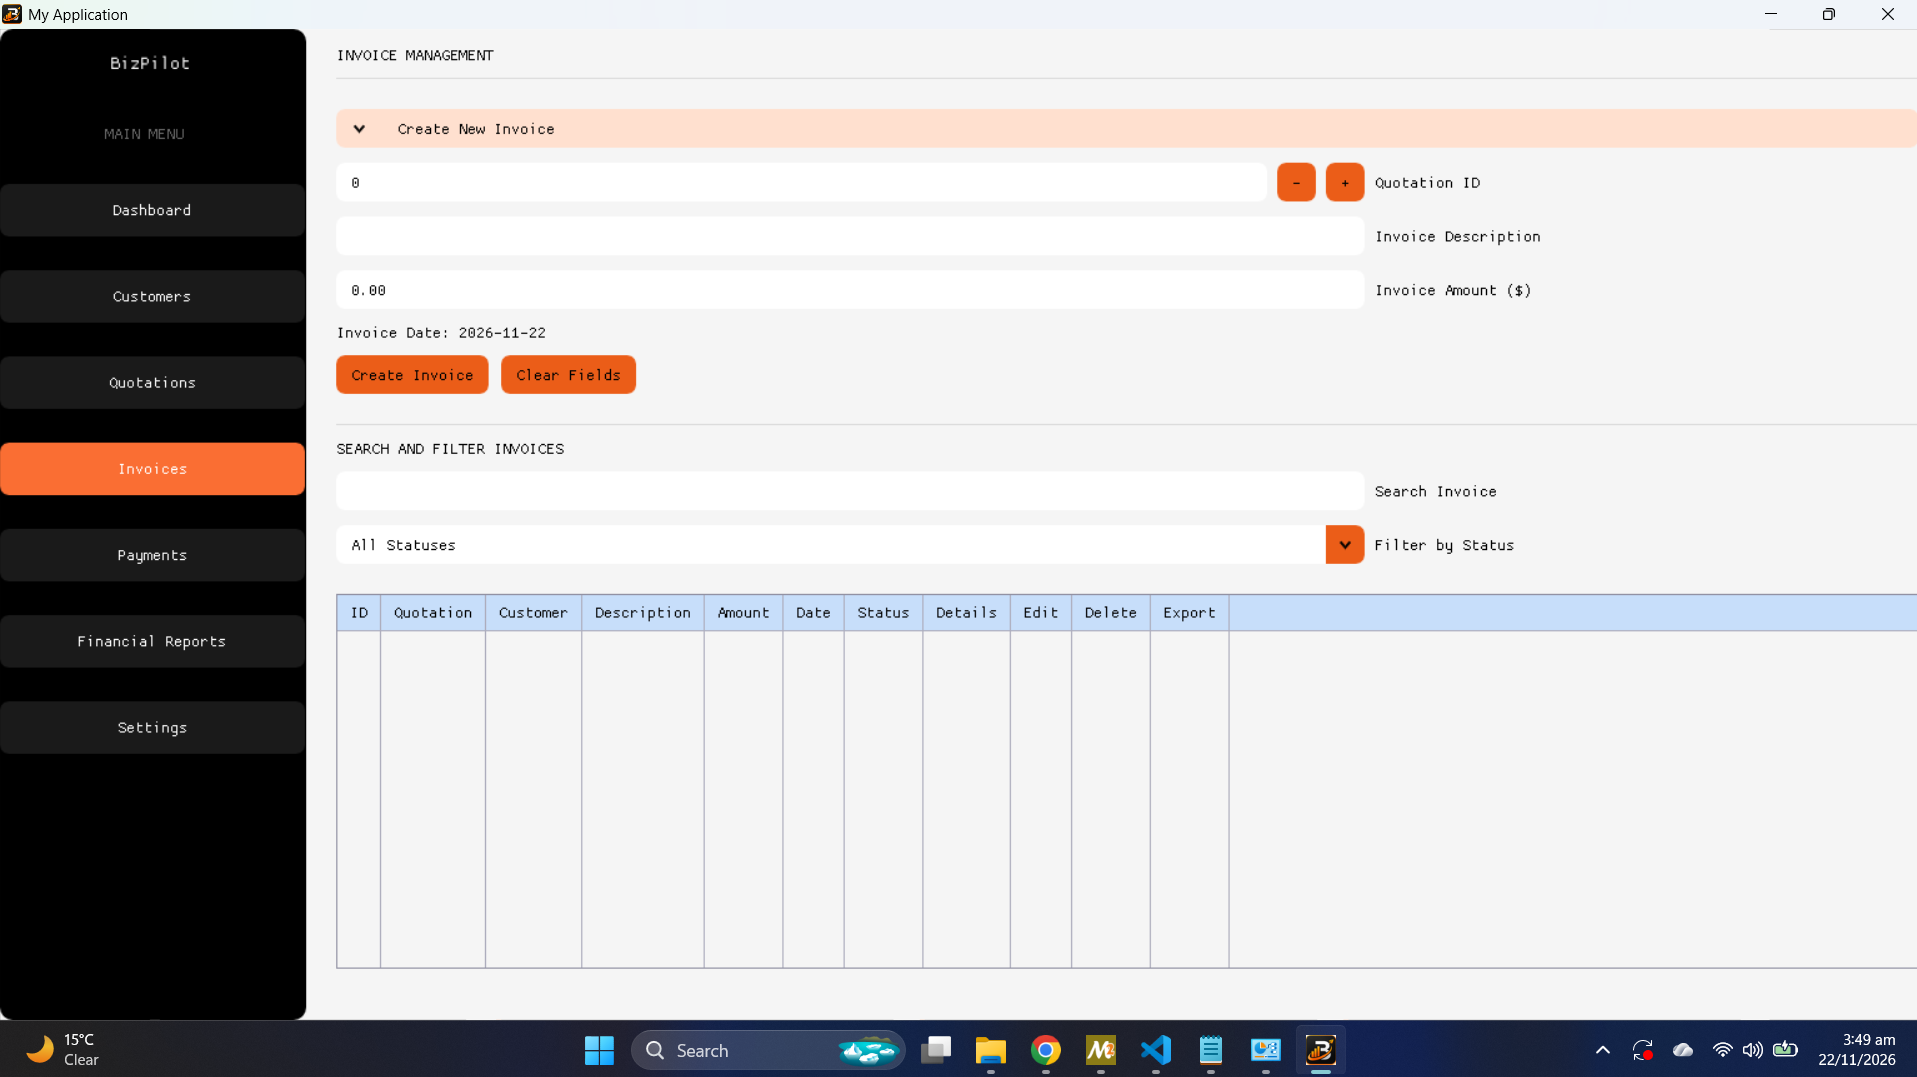 My Application
BizPilot
MAIN MENU
Dashboard
Customers
Quotations
Invoices
Payments
Financial Reports
Settings
INVOICE MANAGEMENT
Create New Invoice
0 - + Quotation ID
Invoice Description
0.00 Invoice Amount ($)
Invoice Date: 2026-11-22
Create Invoice Clear Fields
SEARCH AND FILTER INVOICES
Search Invoice
All Statuses Filter by Status
ID Quotation Customer Description Amount Date Status Details Edit Delete Export
15°C
Clear
Search
3:49 am
22/11/2026